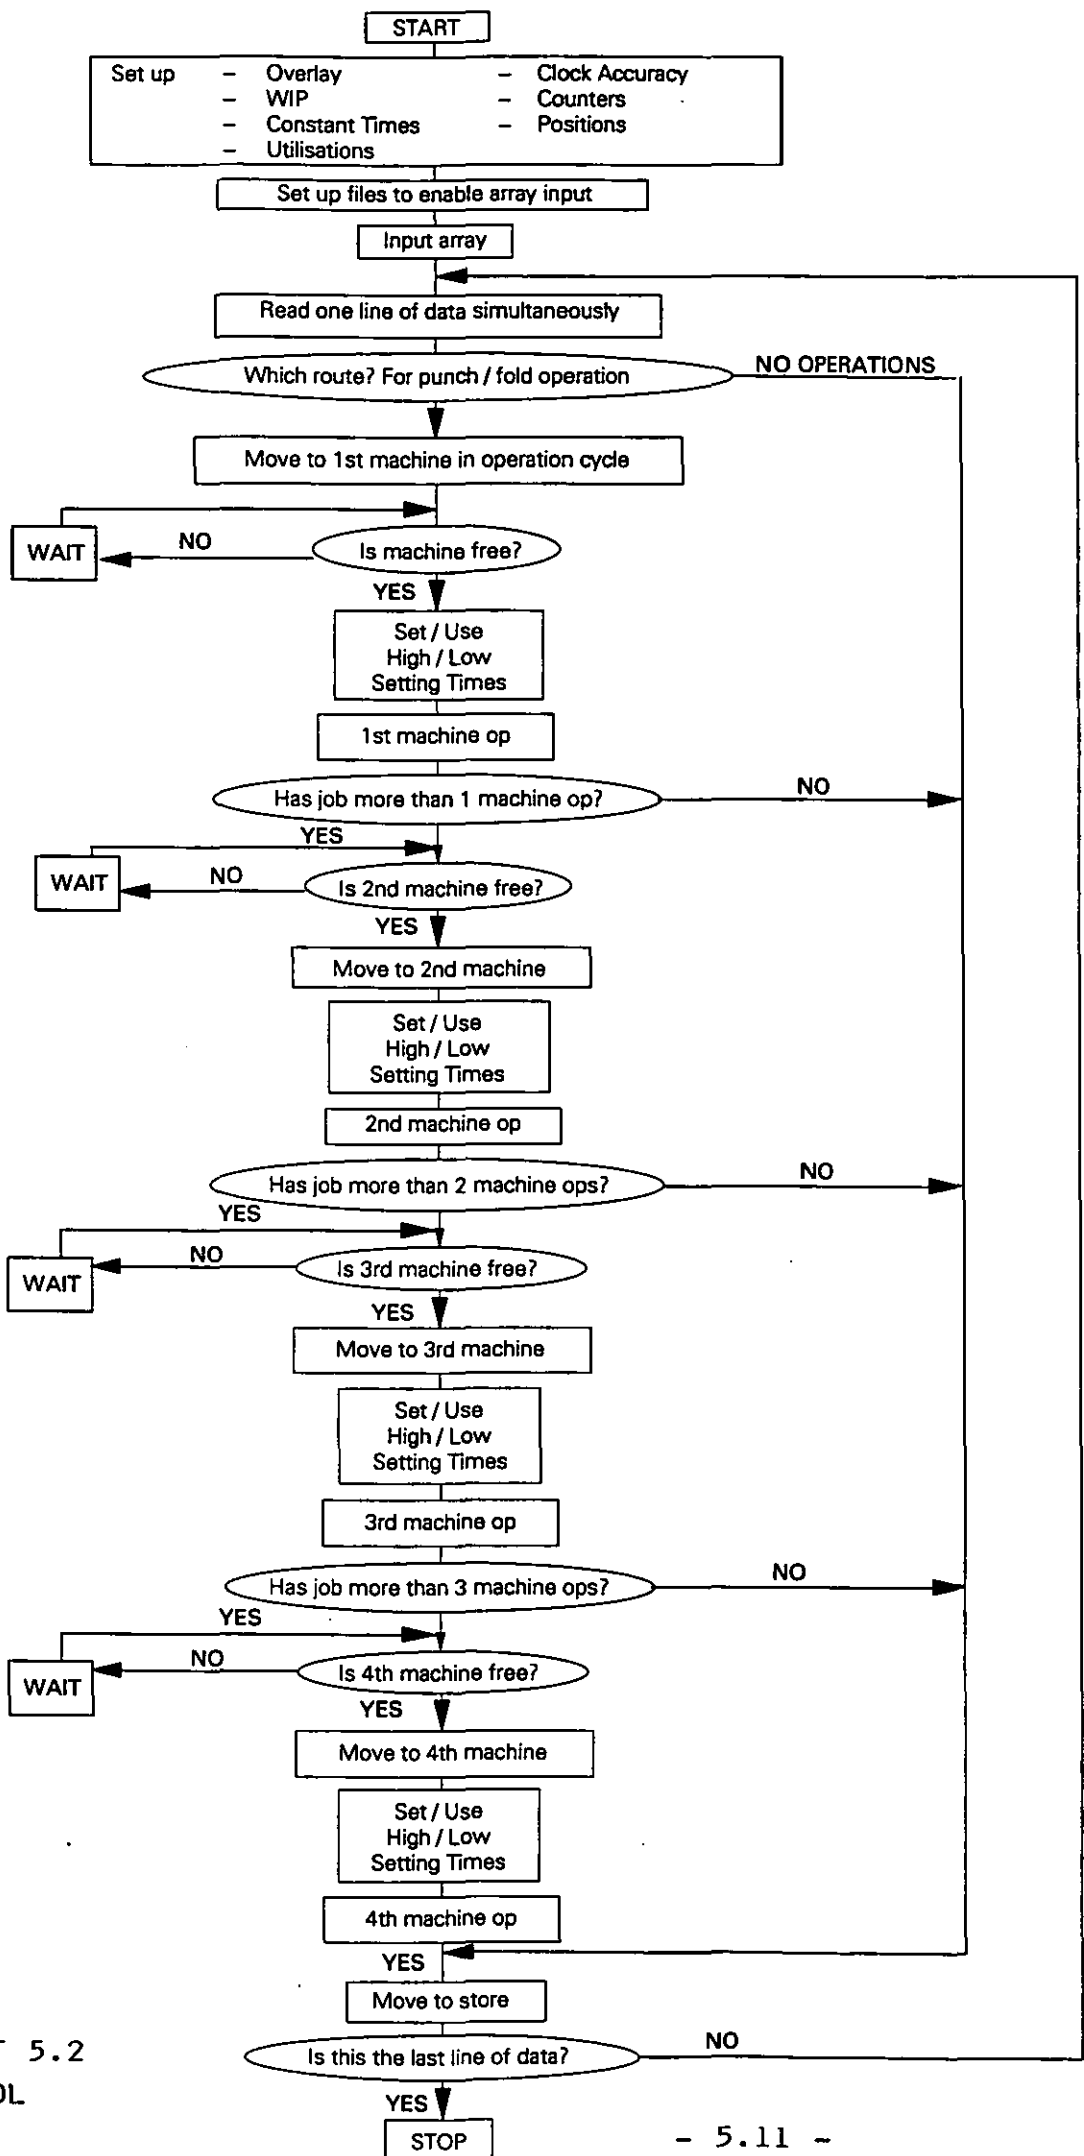 START
Set up – Overlay – Clock Accuracy
– WIP – Counters
– Constant Times – Positions
– Utilisations
Set up files to enable array input
Input array
Read one line of data simultaneously
Which route? For punch / fold operation
NO OPERATIONS
Move to 1st machine in operation cycle
WAIT
NO
Is machine free?
YES
Set / Use
High / Low
Setting Times
1st machine op
Has job more than 1 machine op?
NO
YES
WAIT
NO
Is 2nd machine free?
YES
Move to 2nd machine
Set / Use
High / Low
Setting Times
2nd machine op
Has job more than 2 machine ops?
NO
YES
WAIT
NO
Is 3rd machine free?
YES
Move to 3rd machine
Set / Use
High / Low
Setting Times
3rd machine op
Has job more than 3 machine ops?
NO
YES
WAIT
NO
Is 4th machine free?
YES
Move to 4th machine
Set / Use
High / Low
Setting Times
4th machine op
YES
Move to store
5.2
Is this the last line of data?
NO
YES
STOP
- 5.11 -